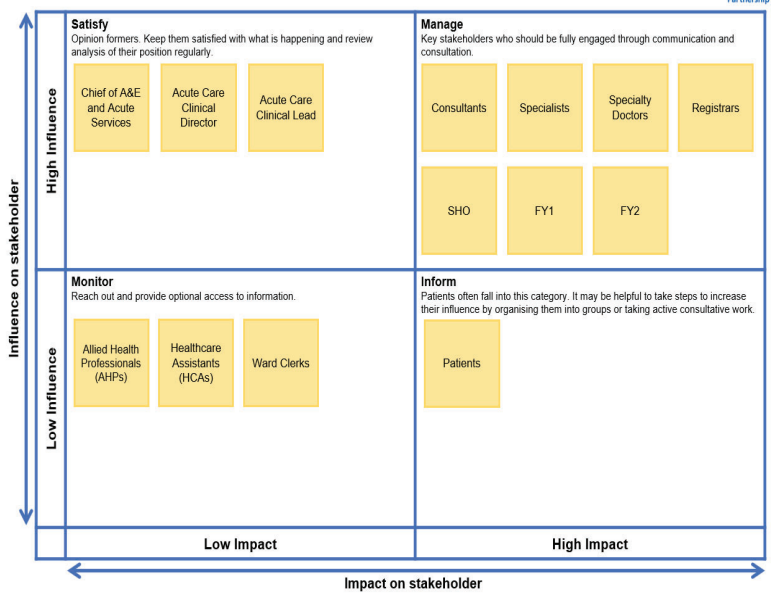 Partnership
Satisfy
Opinion formers. Keep them satisfied with what is happening and review
analysis of their position regularly.
Chief of A&E
and Acute
Services
Acute Care
Clinical
Director
Acute Care
Clinical Lead
Manage
Key stakeholders who should be fully engaged through communication and
consultation.
Consultants
Specialists
Specialty
Doctors
Registrars
SHO
FY1
FY2
High Influence
Influence on stakeholder
Monitor
Reach out and provide optional access to information.
Allied Health
Professionals
(AHPs)
Healthcare
Assistants
(HCAs)
Ward Clerks
Inform
Patients often fall into this category. It may be helpful to take steps to increase
their influence by organising them into groups or taking active consultative work.
Patients
Low Influence
Low Impact
High Impact
Impact on stakeholder